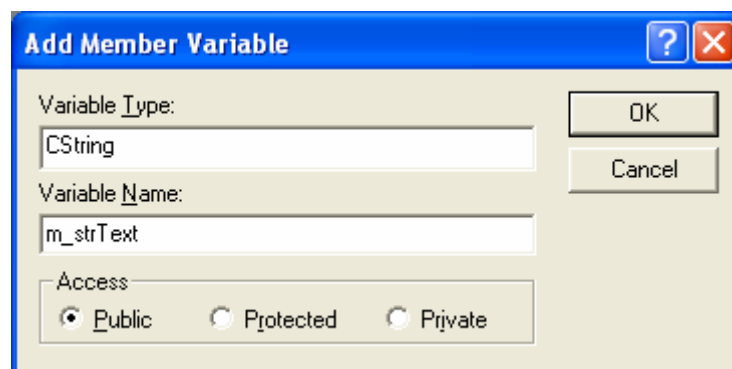 Add Member Variable
Variable Type:
CString
OK
Cancel
Variable Name:
m_strText
Access
Public Protected Private